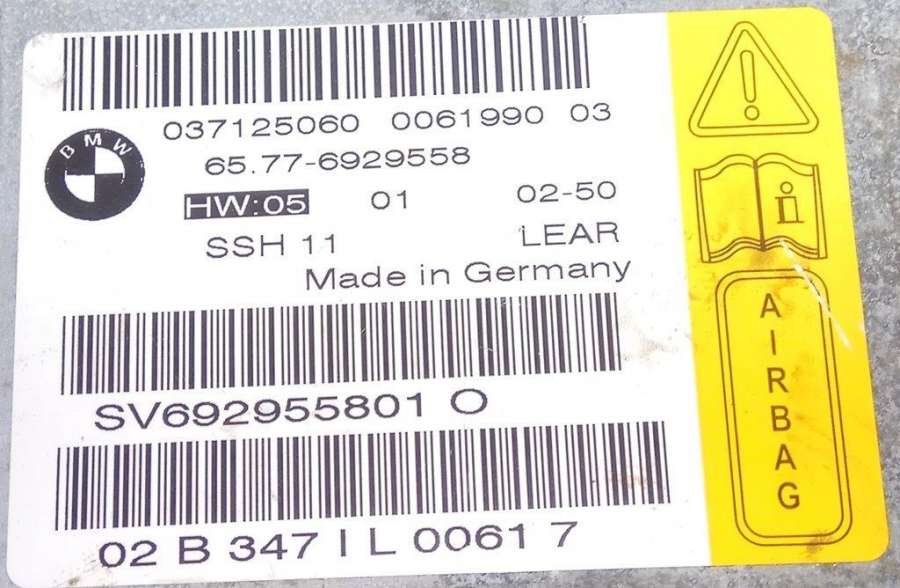 037125060 0061990 03
BMW
65.77-6929558
HW:05 01 02-50
SSH 11 LEAR
Made in Germany
SV692955801 O
02 B 347 I L 0061 7
i
AIRBAG